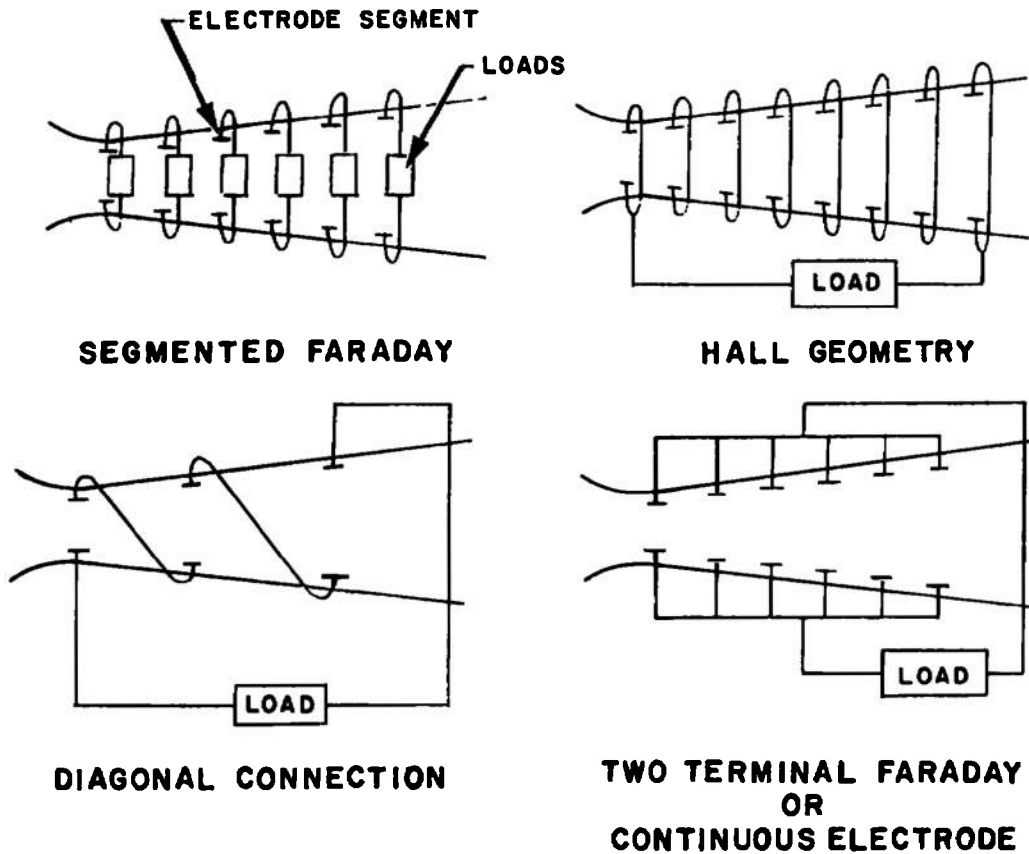 ELECTRODE SEGMENT
LOADS
SEGMENTED FARADAY
LOAD
HALL GEOMETRY
LOAD
DIAGONAL CONNECTION
LOAD
TWO TERMINAL FARADAY
OR
CONTINUOUS ELECTRODE